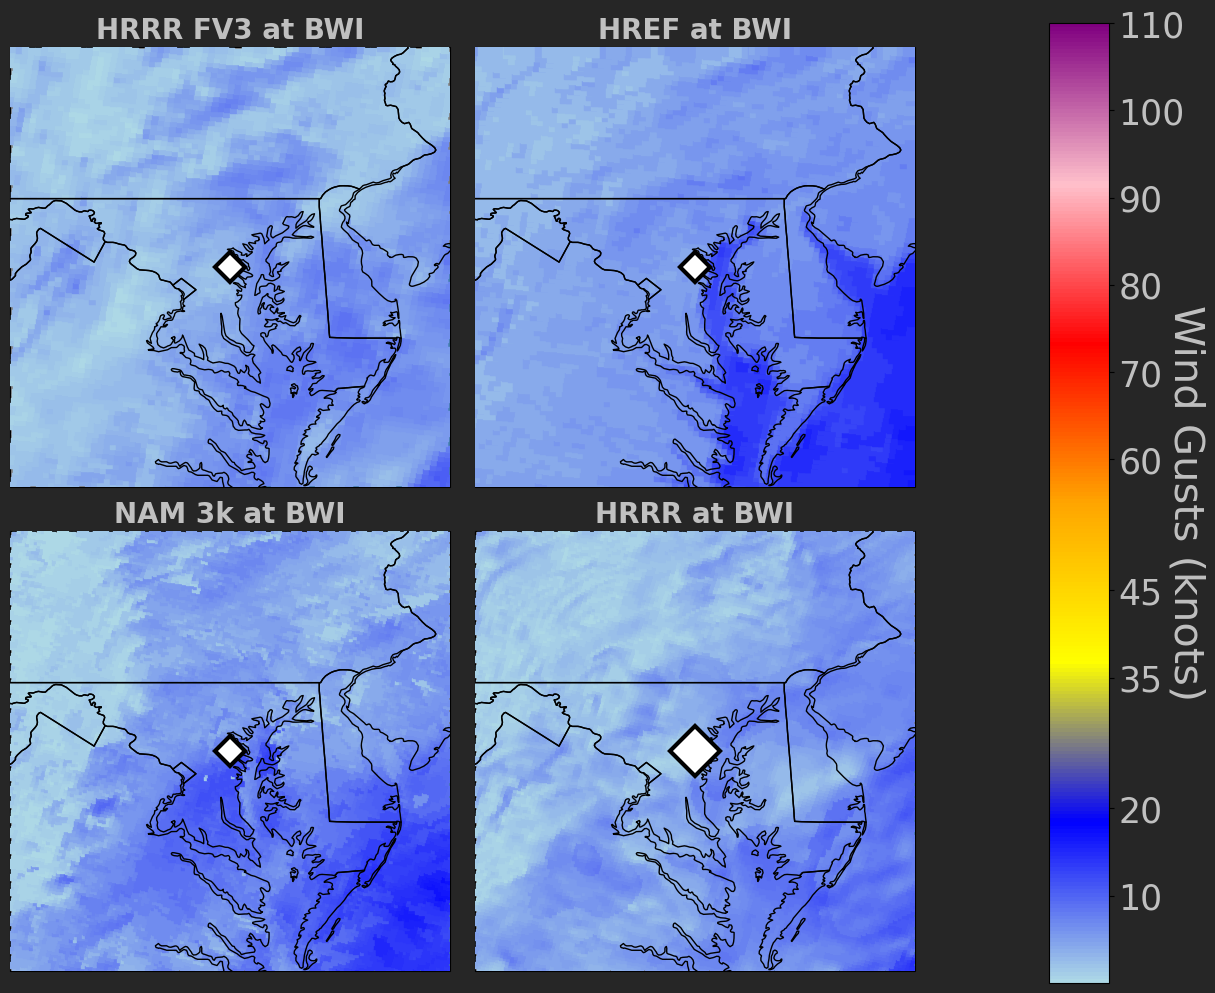 HRRR FV3 at BWI
HREF at BWI
NAM 3k at BWI
HRRR at BWI
110
100
90
80
70
60
45
35
20
10
Wind Gusts (knots)